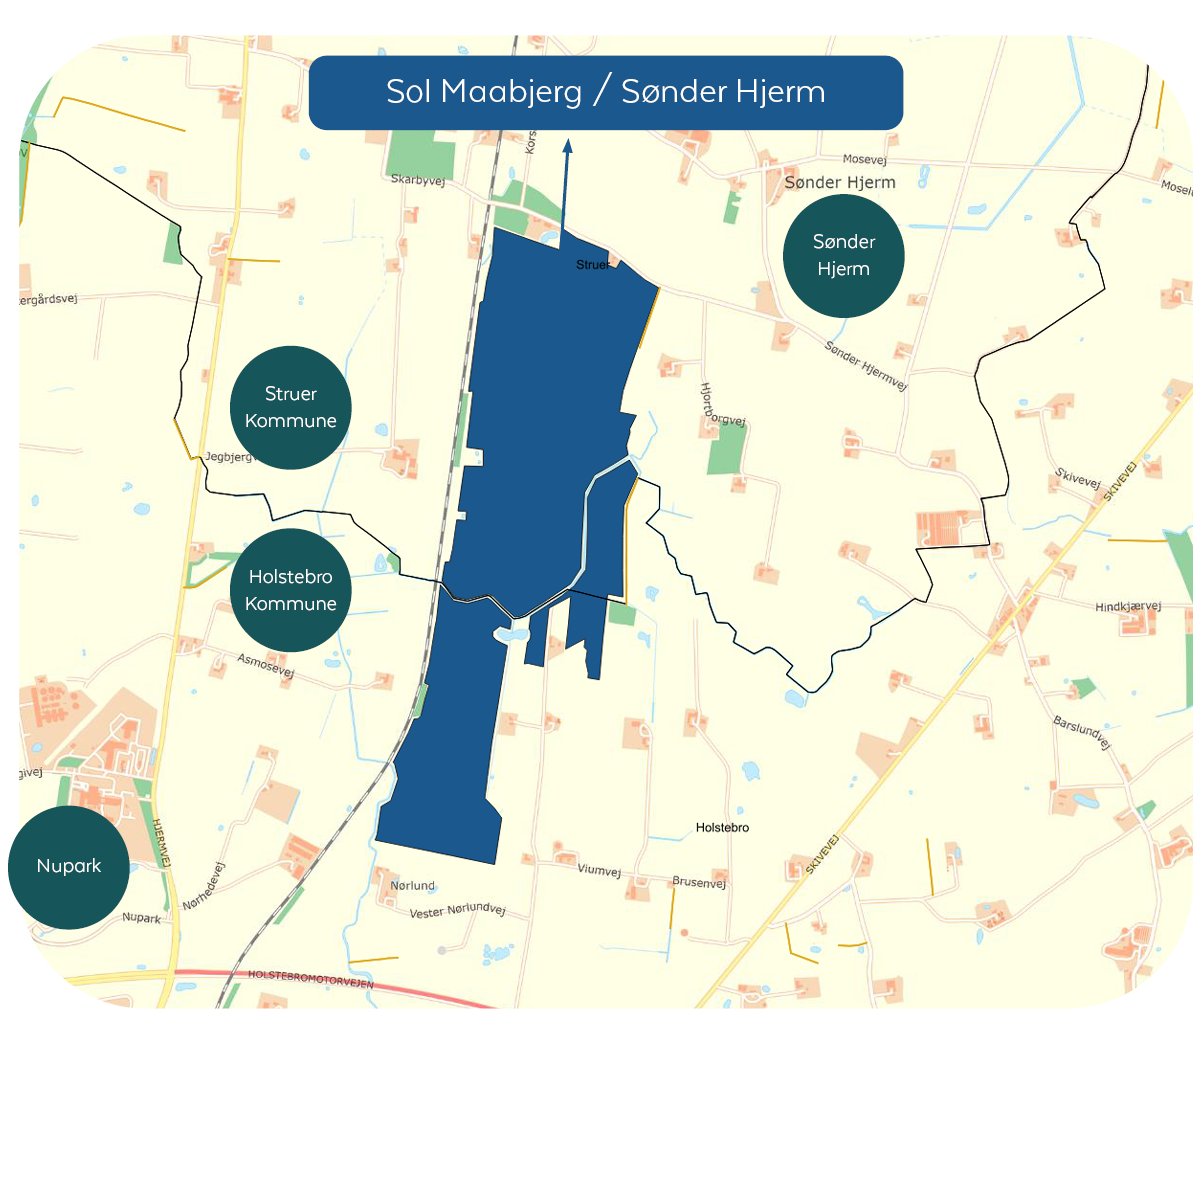 Sol Maabjerg / Sønder Hjerm
Skarbyvej
Mosevej
Sønder Hjerm
Sønder
Hjerm
Struer
Sønder Hjermvej
Hjortborgvej
Struer
Kommune
Skivevej
SKIVEVEJ
Holstebro
Kommune
Hindkjærvej
Asmosevej
Barslundvej
HJERMVEJ
Holstebro
SKIVEVEJ
Nupark
Viumvej
Brusenvej
Nørlund
Nørhedevej
Vester Nørlundvej
Nupark
HOLSTEBROMOTORVEJEN